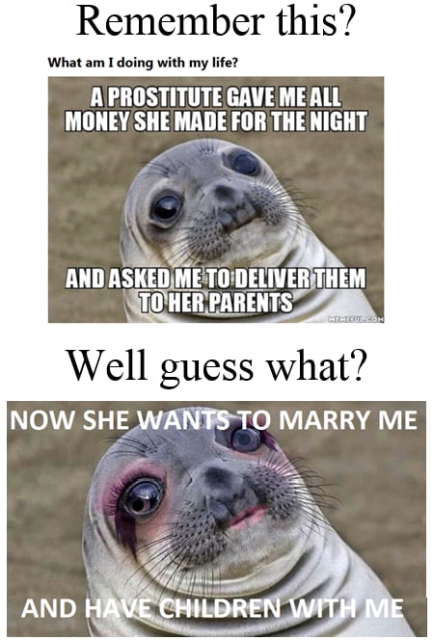 Remember this?
What am I doing with my life?
A PROSTITUTE GAVE ME ALL
MONEY SHE MADE FOR THE NIGHT
AND ASKED ME TO DELIVER THEM
TO HER PARENTS
MEMEFUL.COM
Well guess what?
NOW SHE WANTS TO MARRY ME
AND HAVE CHILDREN WITH ME